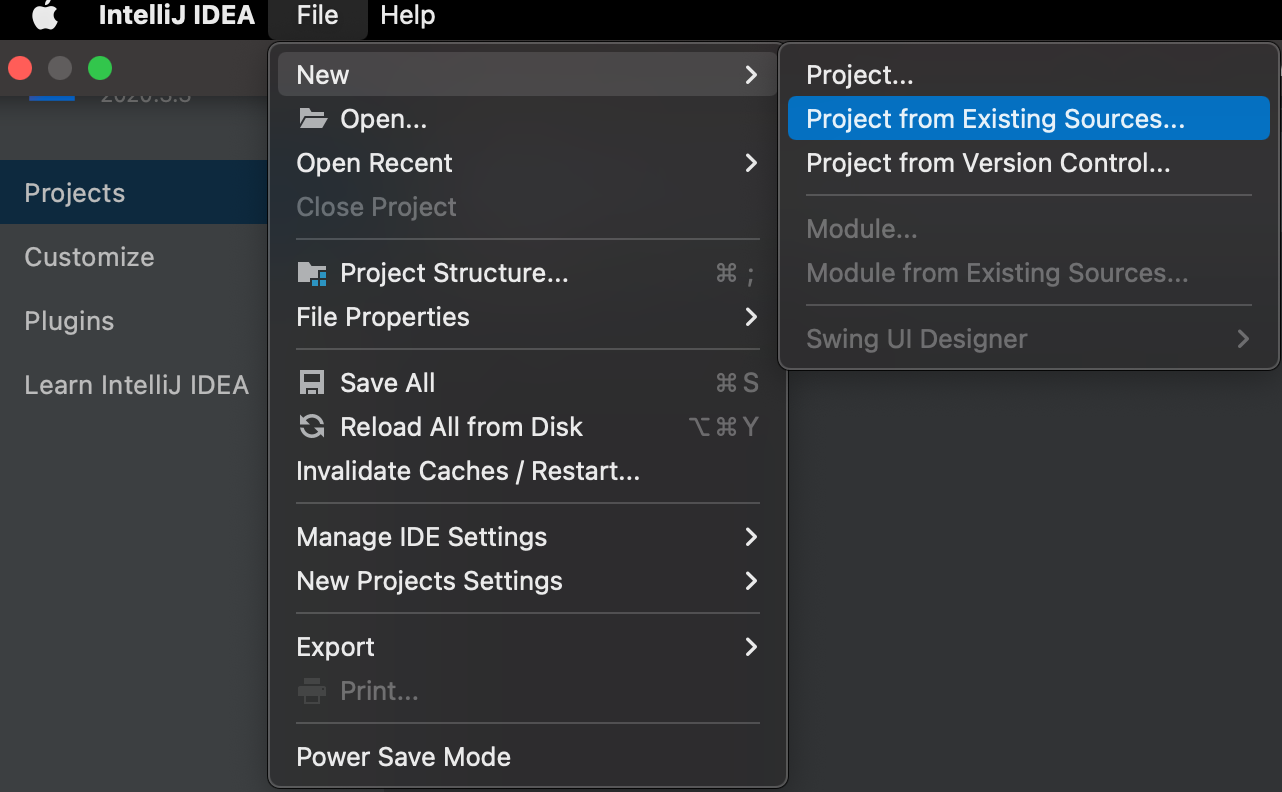 IntelliJ IDEA File Help
2020.3.3
Projects
Customize
Plugins
Learn IntelliJ IDEA
New
Open...
Open Recent
Close Project
Project Structure... ⌘ ;
File Properties
Save All ⌘ S
Reload All from Disk ⌥ ⌘ Y
Invalidate Caches / Restart...
Manage IDE Settings
New Projects Settings
Export
Print...
Power Save Mode
Project...
Project from Existing Sources...
Project from Version Control...
Module...
Module from Existing Sources...
Swing UI Designer